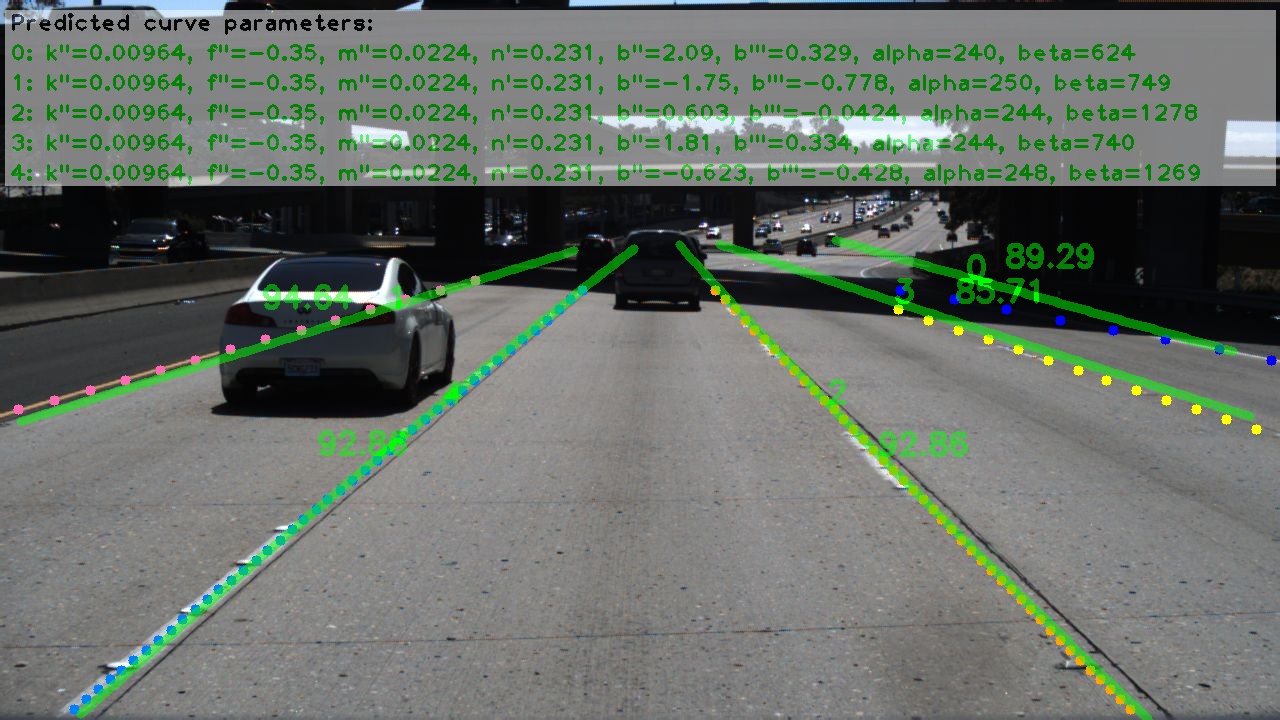 Predicted curve parameters:
0: k''=0.00964, f''=-0.35, m''=0.0224, n'=0.231, b''=2.09, b'''=0.329, alpha=240, beta=624
1: k''=0.00964, f''=-0.35, m''=0.0224, n'=0.231, b''=-1.75, b'''=-0.778, alpha=250, beta=749
2: k''=0.00964, f''=-0.35, m''=0.0224, n'=0.231, b''=0.603, b'''=-0.0424, alpha=244, beta=1278
3: k''=0.00964, f''=-0.35, m''=0.0224, n'=0.231, b''=1.81, b'''=0.334, alpha=244, beta=740
4: k''=0.00964, f''=-0.35, m''=0.0224, n'=0.231, b''=-0.623, b'''=-0.428, alpha=248, beta=1269
0 89.29
3 85.71
94.64
2
92.86
92.86